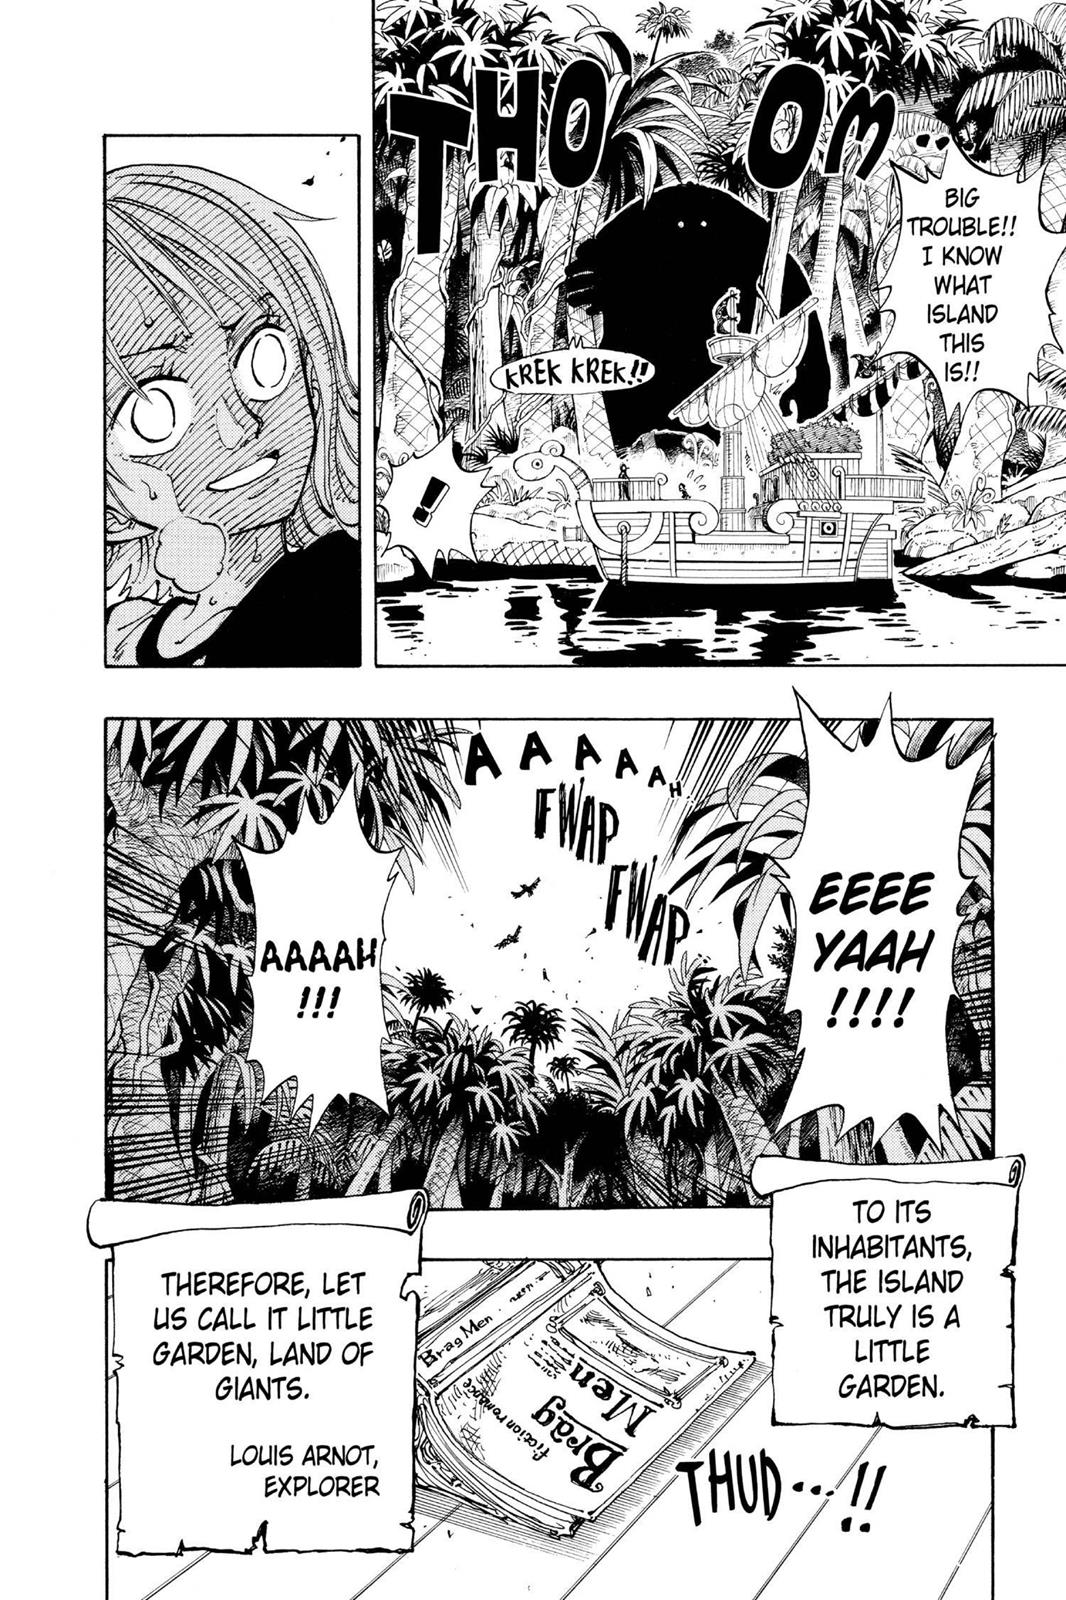 THOOM
BIG
TROUBLE!!
I KNOW
WHAT
ISLAND
THIS
IS!!
KREK KREK!!
!
EEEE
YAAH
!!!!
AAAAAH
FWAP
FWAP
AAAAH
!!!
TO ITS
INHABITANTS,
THE ISLAND
TRULY IS A
LITTLE
GARDEN.
THEREFORE, LET
US CALL IT LITTLE
GARDEN, LAND OF
GIANTS.
LOUIS ARNOT,
EXPLORER
Brag Men
Brag
Men
fiction romance
THUD...!!